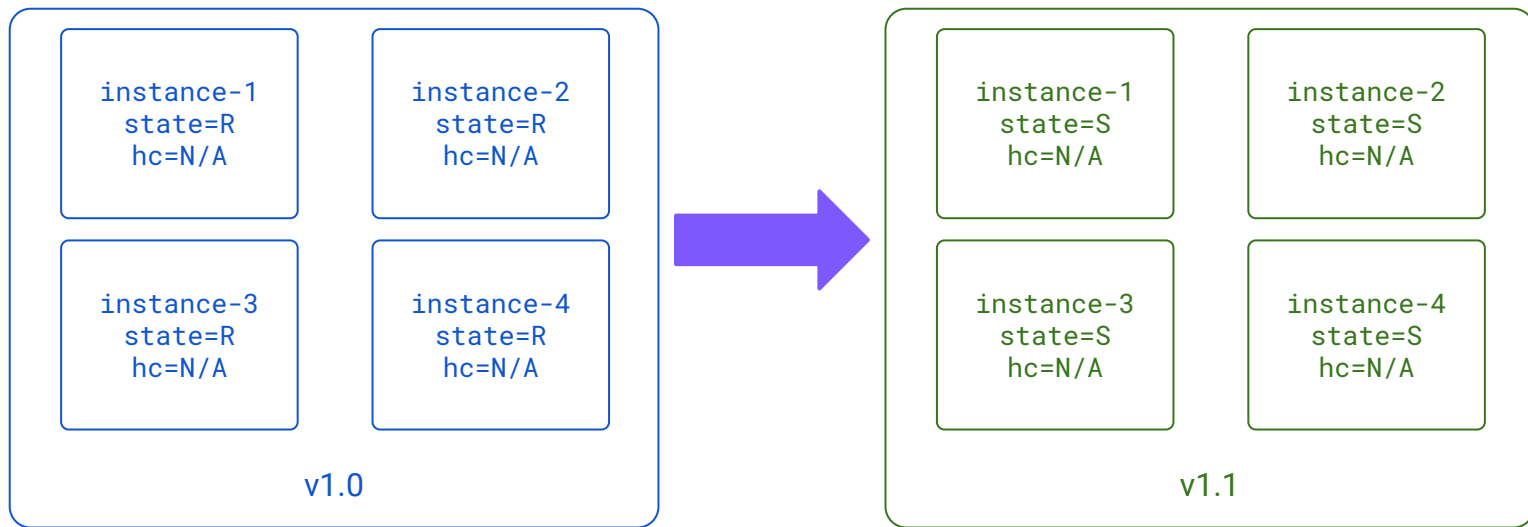 instance-1
state=R
hc=N/A
instance-2
state=R
hc=N/A
instance-3
state=R
hc=N/A
instance-4
state=R
hc=N/A
v1.0
instance-1
state=S
hc=N/A
instance-2
state=S
hc=N/A
instance-3
state=S
hc=N/A
instance-4
state=S
hc=N/A
v1.1